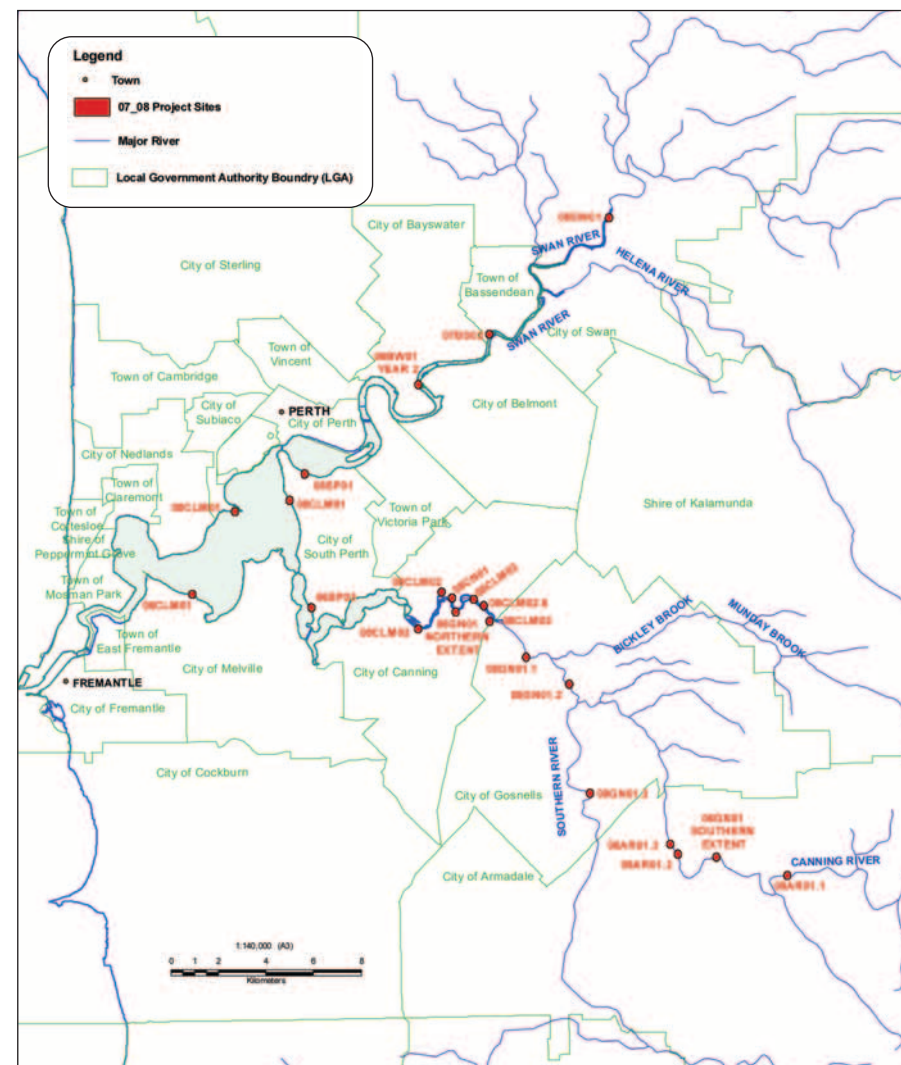 Legend
Town
07_08 Project Sites
Major River
Local Government Authority Boundry (LGA)
City of Bayswater
SWAN RIVER
City of Sterling
Town of
Bassendean
HELENA RIVER
SWAN RIVER
City of Swan
Town of
Vincent
YEAR 2
Town of Cambridge
City of Belmont
City of
Subiaco
PERTH
City of Perth
City of Nedlands
Town of
Claremont
Shire of Kalamunda
Town of
Cottesloe
Town of
Victoria Park
Shire of
Peppermint Grove
City of
South Perth
08CLM01
08CLM01
Town of
Mosman Park
08CLM01
08CLM02
NORTHERN
EXTENT
BICKLEY BROOK
MUNDAY BROOK
Town of
East Fremantle
City of Melville
City of Canning
FREMANTLE
City of Fremantle
City of Cockburn
SOUTHERN RIVER
City of Gosnells
SOUTHERN
EXTENT
CANNING RIVER
City of Armadale
1:140,000 (A3)
0 1 2 4 6 8
Kilometers